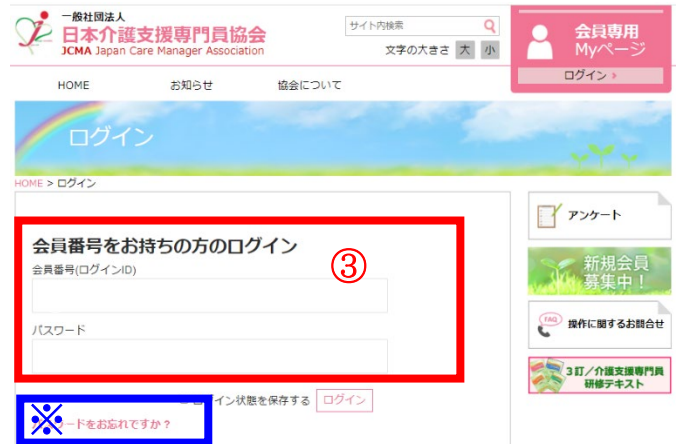 一般社団法人
日本介護支援専門員協会
JCMA Japan Care Manager Association
サイト内検索
文字の大きさ 大 小
会員専用
Myページ
ログイン
HOME お知らせ 協会について
ログイン
HOME > ログイン
会員番号をお持ちの方のログイン
③
会員番号(ログインID)
パスワード
イン状態を保存する ログイン
※
ードをお忘れですか?
アンケート
新規会員
募集中!
FAQ 操作に関するお問合せ
3訂/介護支援専門員
研修テキスト